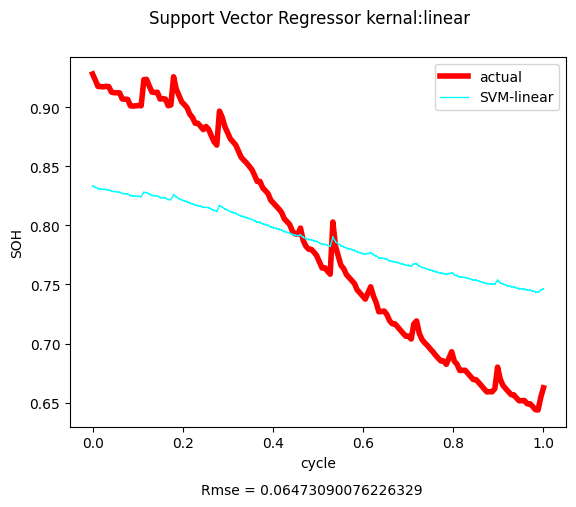 Support Vector Regressor kernal:linear
actual
SVM-linear
0.90
0.85
0.80
0.75
0.70
0.65
SOH
0.0 0.2 0.4 0.6 0.8 1.0
cycle
Rmse = 0.06473090076226329